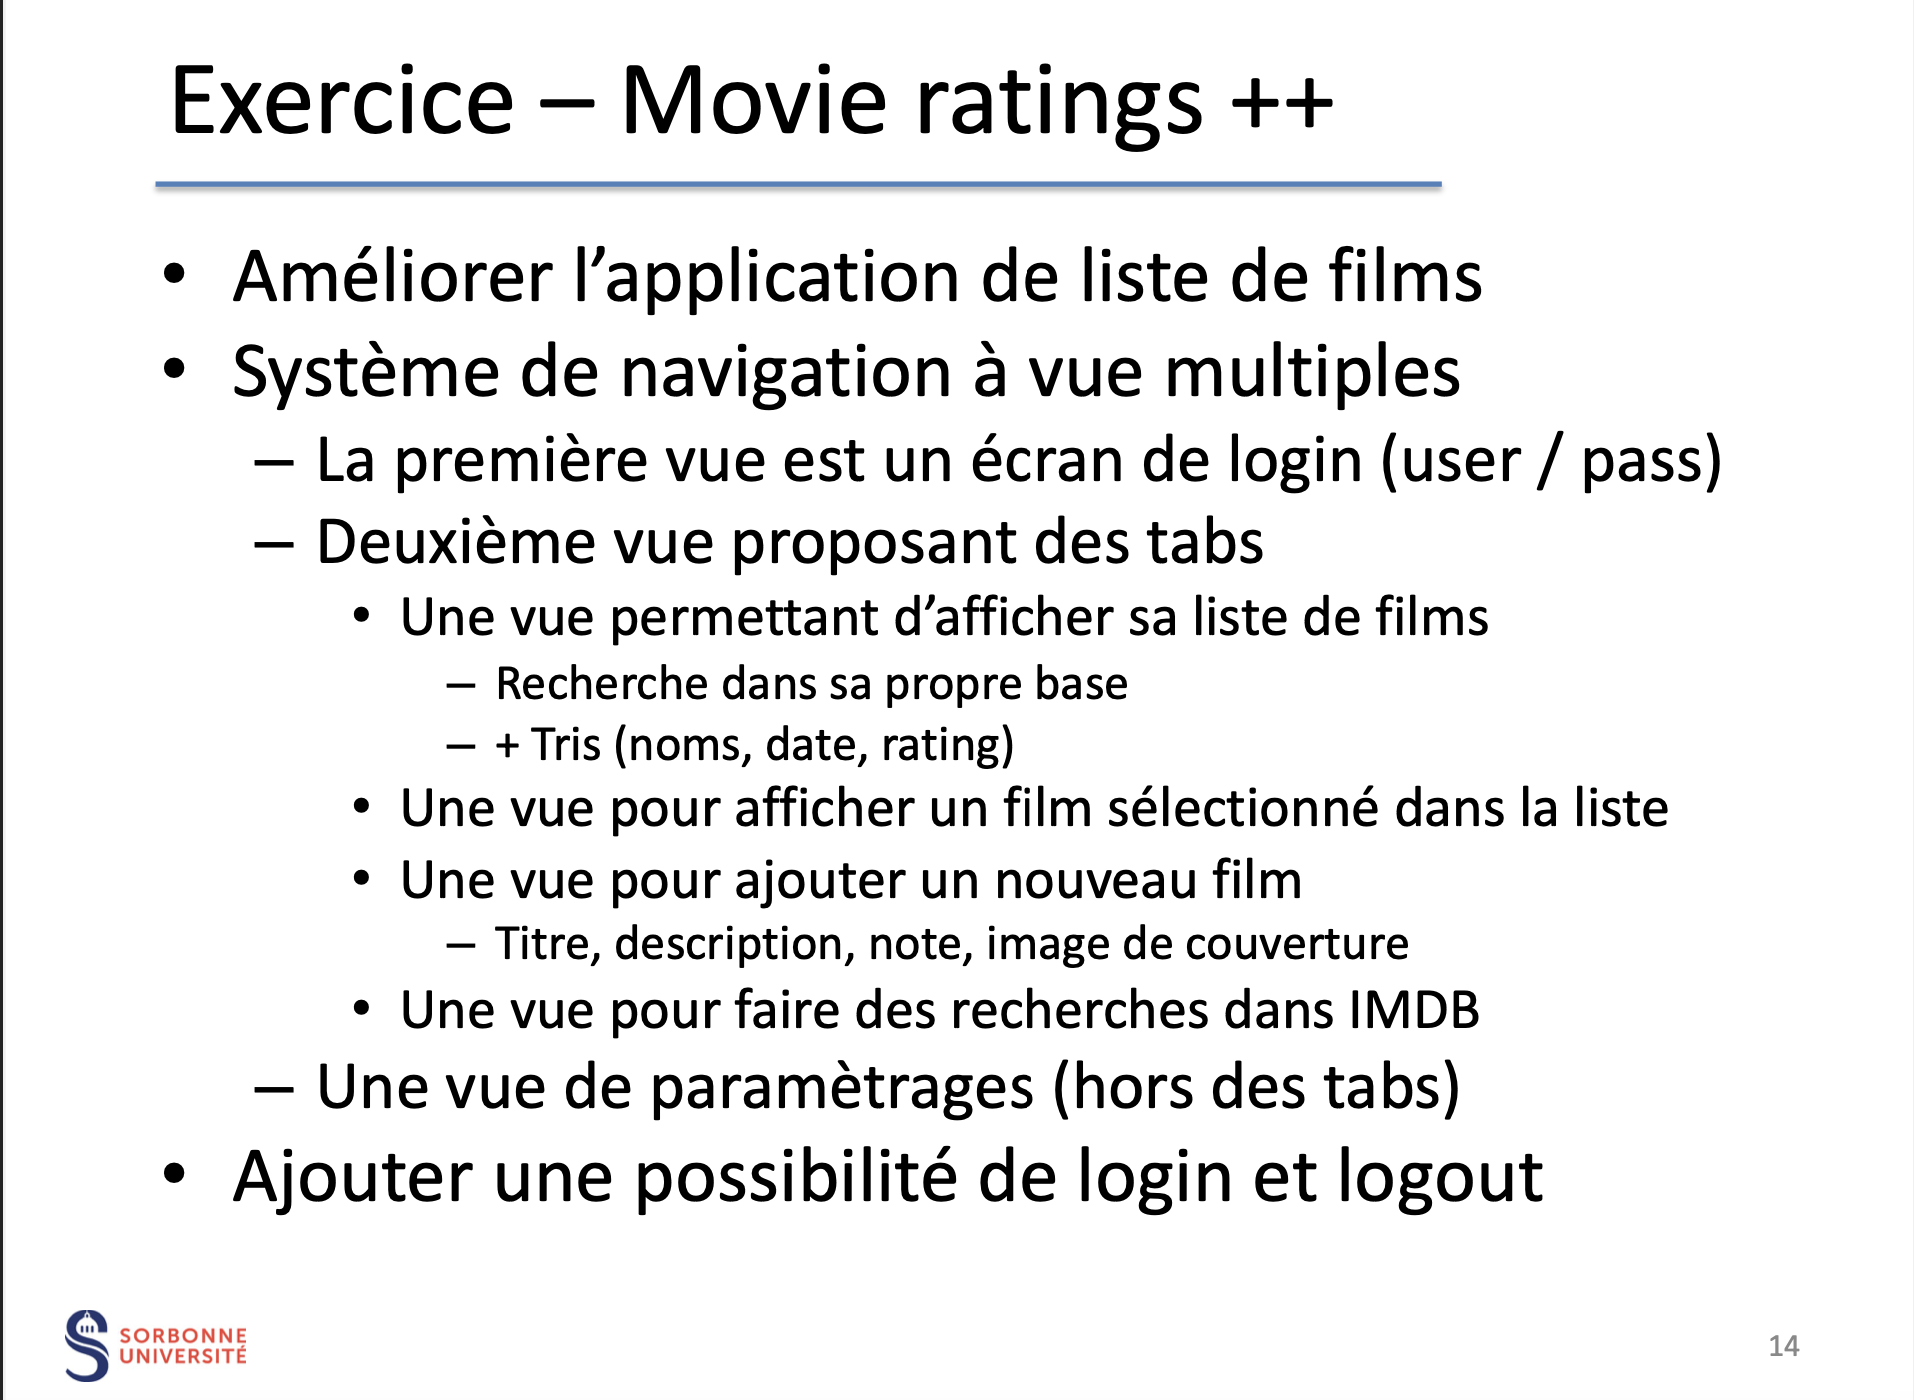 Exercice – Movie ratings ++
• Améliorer l’application de liste de films
• Système de navigation à vue multiples
– La première vue est un écran de login (user / pass)
– Deuxième vue proposant des tabs
• Une vue permettant d’afficher sa liste de films
– Recherche dans sa propre base
– + Tris (noms, date, rating)
• Une vue pour afficher un film sélectionné dans la liste
• Une vue pour ajouter un nouveau film
– Titre, description, note, image de couverture
• Une vue pour faire des recherches dans IMDB
– Une vue de paramètrages (hors des tabs)
• Ajouter une possibilité de login et logout
SORBONNE
UNIVERSITÉ
14